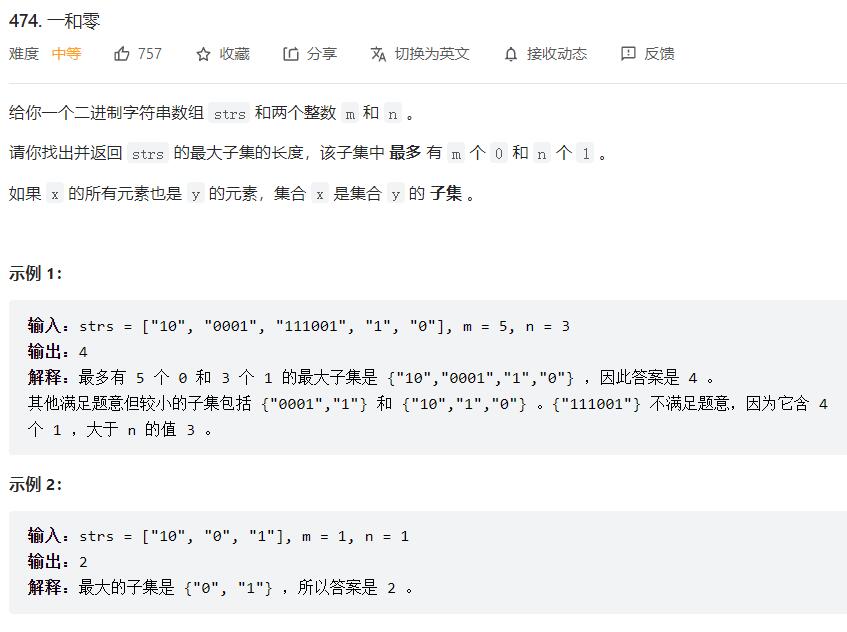 474. 一和零
难度 中等 757 收藏 分享 切换为英文 接收动态 反馈
给你一个二进制字符串数组 strs 和两个整数 m 和 n 。
请你找出并返回 strs 的最大子集的长度，该子集中 最多 有 m 个 0 和 n 个 1 。
如果 x 的所有元素也是 y 的元素，集合 x 是集合 y 的 子集 。
示例 1：
输入：strs = ["10", "0001", "111001", "1", "0"], m = 5, n = 3
输出：4
解释：最多有 5 个 0 和 3 个 1 的最大子集是 {"10","0001","1","0"} ，因此答案是 4 。
其他满足题意但较小的子集包括 {"0001","1"} 和 {"10","1","0"} 。{"111001"} 不满足题意，因为它含 4
个 1 ，大于 n 的值 3 。
示例 2：
输入：strs = ["10", "0", "1"], m = 1, n = 1
输出：2
解释：最大的子集是 {"0", "1"} ，所以答案是 2 。